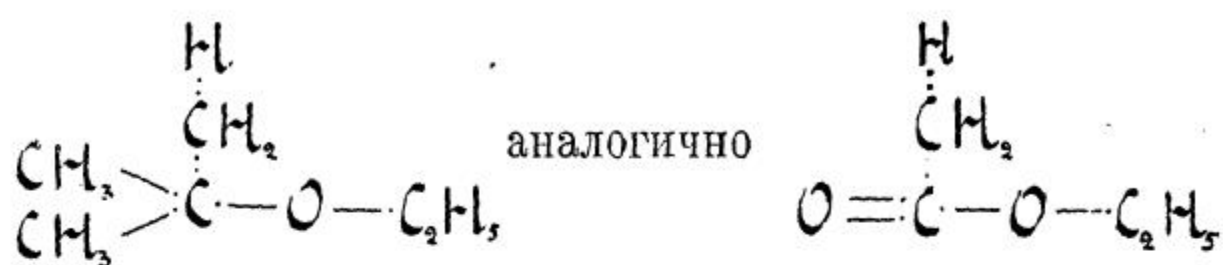 H H
CH₂ аналогично CH₂
CH₃
CH₃ C — O — C₂H₅ O = C — O — C₂H₅